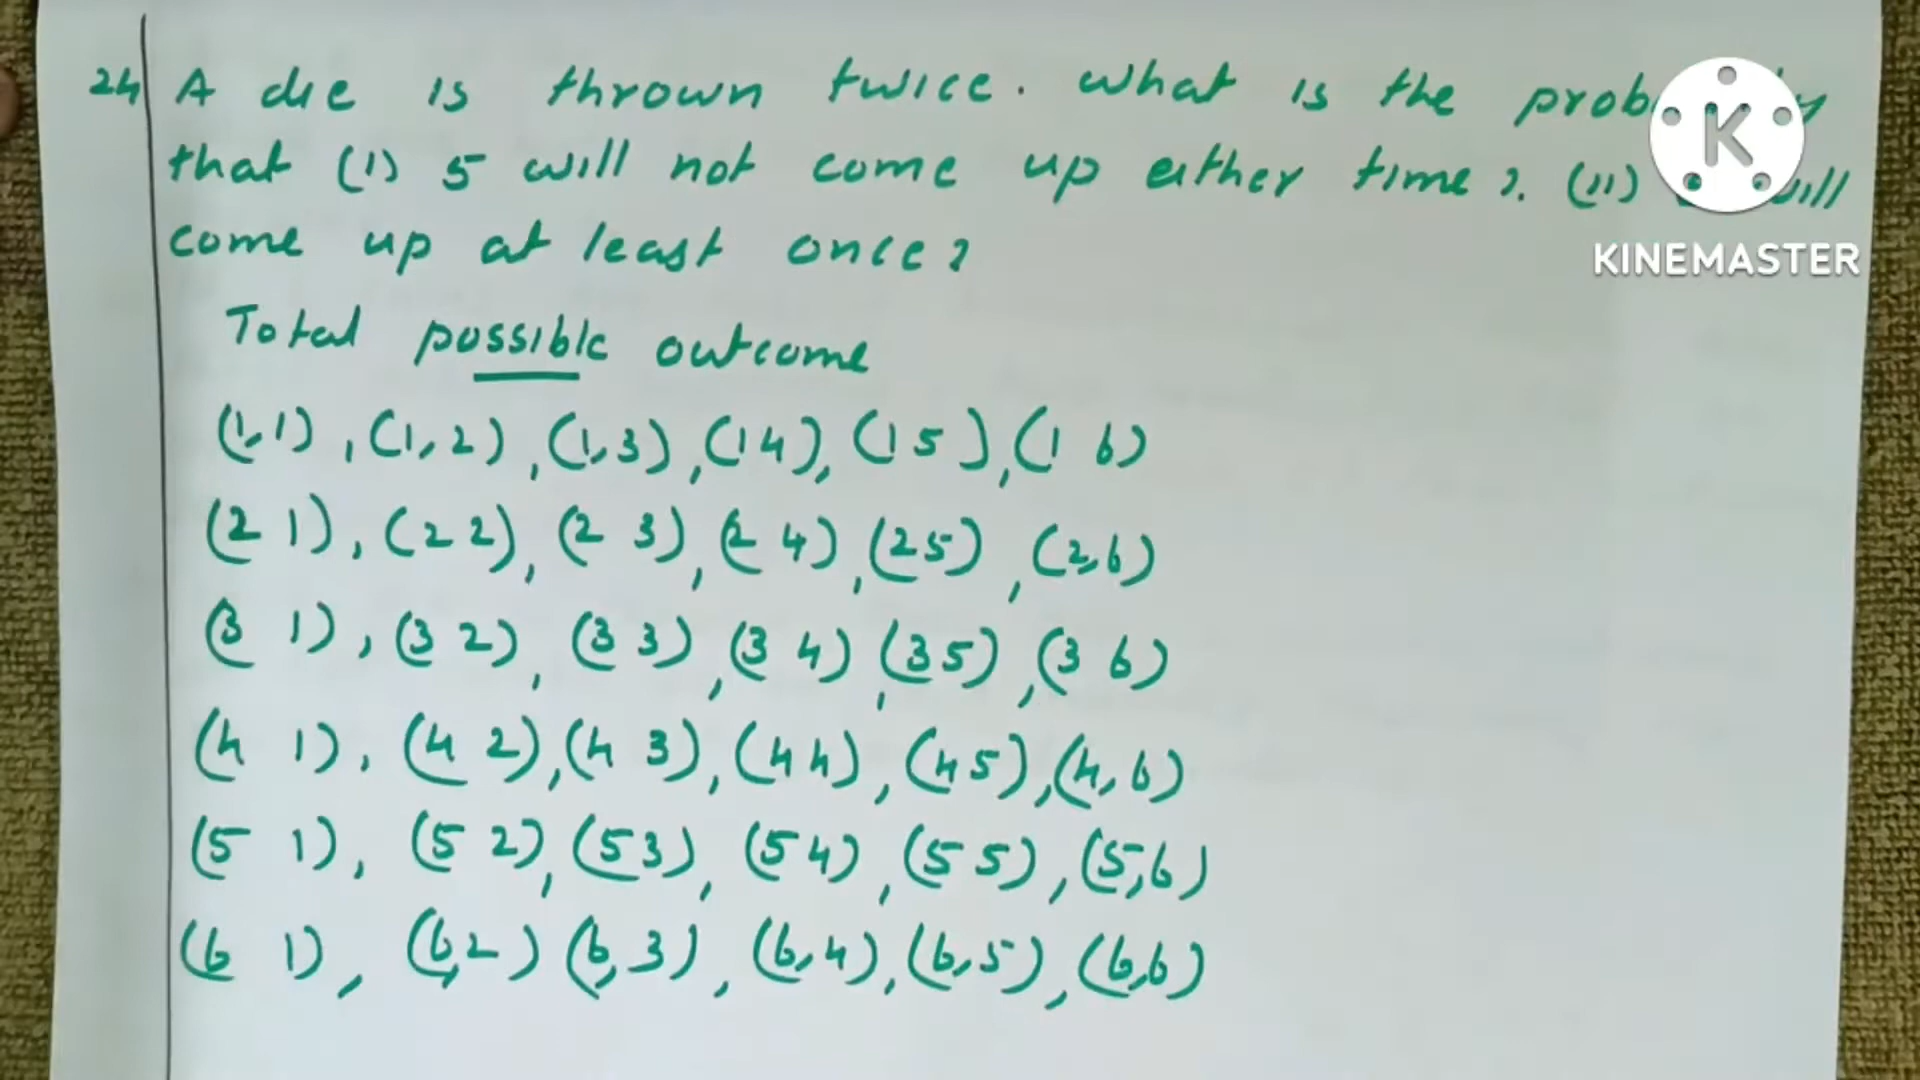 24 A die is thrown twice. What is the
that (i) 5 will not come up either time?. (ii) will
come up at least once?
Total possible outcome
(1,1), (1,2), (1,3), (1 4), (1 5), (1 6)
(2 1), (2 2), (2 3), (2 4), (2 5), (2,6)
(3 1), (3 2), (3 3), (3 4), (3 5), (3 6)
(4 1), (4 2), (4 3), (4 4), (4 5), (4,6)
(5 1), (5 2), (5 3), (5 4), (5 5), (5,6)
(6 1), (6,2) (6,3), (6,4), (6,5), (6,6)
K
KINEMASTER